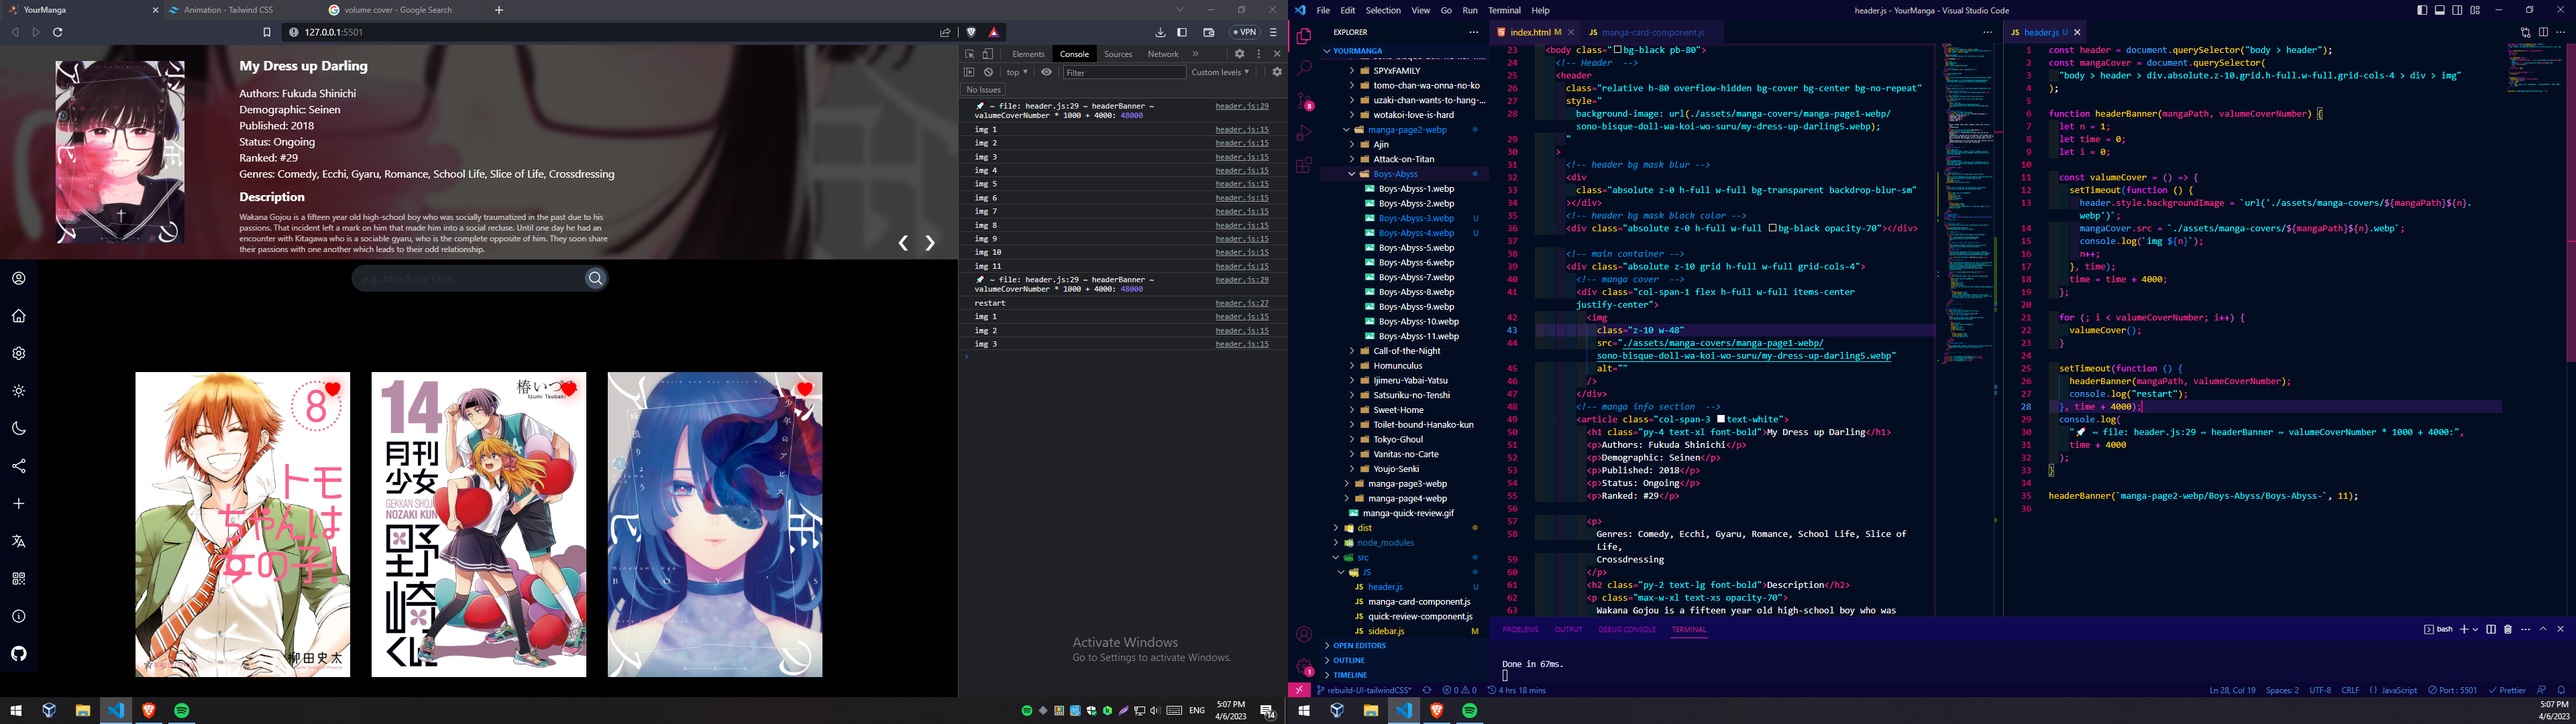 YourManga
Animation - Tailwind CSS
volume cover - Google Search
127.0.0.1:5501
VPN
My Dress up Darling
Authors: Fukuda Shinichi
Demographic: Seinen
Published: 2018
Status: Ongoing
Ranked: #29
Genres: Comedy, Ecchi, Gyaru, Romance, School Life, Slice of Life, Crossdressing
Description
Wakana Gojou is a fifteen year old high-school boy who was socially traumatized in the past due to his
passions. That incident left a mark on him that made him into a social recluse. Until one day he had an
encounter with Kitagawa who is a sociable gyaru, who is the complete opposite of him. They soon share
their passions with one another which leads to their odd relationship.
e.g. Attack on Titan
8
トモ
ちゃんは
女の子!
柳田史太
14
椿いづみ
Izumi Tsubaki
月刊
少女
GEKKAN SHOJO
NOZAKI KUN
野
崎
くん
B O Y S
Elements
Console
Sources
Network
top
Filter
Custom levels
No Issues
🚀 ~ file: header.js:29 ~ headerBanner ~ header.js:29
valumeCoverNumber * 1000 + 4000: 48000
img 1 header.js:15
img 2 header.js:15
img 3 header.js:15
img 4 header.js:15
img 5 header.js:15
img 6 header.js:15
img 7 header.js:15
img 8 header.js:15
img 9 header.js:15
img 10 header.js:15
img 11 header.js:15
🚀 ~ file: header.js:29 ~ headerBanner ~ header.js:29
valumeCoverNumber * 1000 + 4000: 48000
restart header.js:27
img 1 header.js:15
img 2 header.js:15
img 3 header.js:15
Activate Windows
Go to Settings to activate Windows.
ENG
5:07 PM
4/6/2023
14
File Edit Selection View Go Run Terminal Help
header.js - YourManga - Visual Studio Code
EXPLORER
YOURMANGA
SPYxFAMILY
tomo-chan-wa-onna-no-ko
uzaki-chan-wants-to-hang-...
wotakoi-love-is-hard
manga-page2-webp
Ajin
Attack-on-Titan
Boys-Abyss
Boys-Abyss-1.webp
Boys-Abyss-2.webp
Boys-Abyss-3.webp U
Boys-Abyss-4.webp U
Boys-Abyss-5.webp
Boys-Abyss-6.webp
Boys-Abyss-7.webp
Boys-Abyss-8.webp
Boys-Abyss-9.webp
Boys-Abyss-10.webp
Boys-Abyss-11.webp
Call-of-the-Night
Homunculus
Ijimeru-Yabai-Yatsu
Satsuriku-no-Tenshi
Sweet-Home
Toilet-bound-Hanako-kun
Tokyo-Ghoul
Vanitas-no-Carte
Youjo-Senki
manga-page3-webp
manga-page4-webp
manga-quick-review.gif
dist
node_modules
src
JS
header.js U
manga-card-component.js
quick-review-component.js
sidebar.js M
OPEN EDITORS
OUTLINE
TIMELINE
8
1
index.html M
manga-card-component.js
23 <body class="bg-black pb-80">
24 <!-- Header -->
25 <header
26 class="relative h-80 overflow-hidden bg-cover bg-center bg-no-repeat"
27 style="
28 background-image: url(./assets/manga-covers/manga-page1-webp/
sono-bisque-doll-wa-koi-wo-suru/my-dress-up-darling5.webp);
29 "
30 >
31 <!-- header bg mask blur -->
32 <div
33 class="absolute z-0 h-full w-full bg-transparent backdrop-blur-sm"
34 ></div>
35 <!-- header bg mask black color -->
36 <div class="absolute z-0 h-full w-full bg-black opacity-70"></div>
37
38 <!-- main container -->
39 <div class="absolute z-10 grid h-full w-full grid-cols-4">
40 <!-- manga cover -->
41 <div class="col-span-1 flex h-full w-full items-center
justify-center">
42 <img
43 class="z-10 w-48"
44 src="./assets/manga-covers/manga-page1-webp/
sono-bisque-doll-wa-koi-wo-suru/my-dress-up-darling5.webp"
45 alt=""
46 />
47 </div>
48 <!-- manga info section -->
49 <article class="col-span-3 text-white">
50 <h1 class="py-4 text-xl font-bold">My Dress up Darling</h1>
51 <p>Authors: Fukuda Shinichi</p>
52 <p>Demographic: Seinen</p>
53 <p>Published: 2018</p>
54 <p>Status: Ongoing</p>
55 <p>Ranked: #29</p>
56
57 <p>
58 Genres: Comedy, Ecchi, Gyaru, Romance, School Life, Slice of
Life,
59 Crossdressing
60 </p>
61 <h2 class="py-2 text-lg font-bold">Description</h2>
62 <p class="max-w-xl text-xs opacity-70">
63 Wakana Gojou is a fifteen year old high-school boy who was
header.js U
1 const header = document.querySelector("body > header");
2 const mangaCover = document.querySelector(
3 "body > header > div.absolute.z-10.grid.h-full.w-full.grid-cols-4 > div > img"
4 );
5
6 function headerBanner(mangaPath, valumeCoverNumber) {
7 let n = 1;
8 let time = 0;
9 let i = 0;
10
11 const valumeCover = () => {
12 setTimeout(function () {
13 header.style.backgroundImage = `url('./assets/manga-covers/${mangaPath}${n}.
webp')`;
14 mangaCover.src = `./assets/manga-covers/${mangaPath}${n}.webp`;
15 console.log(`img ${n}`);
16 n++;
17 }, time);
18 time = time + 4000;
19 };
20
21 for (; i < valumeCoverNumber; i++) {
22 valumeCover();
23 }
24
25 setTimeout(function () {
26 headerBanner(mangaPath, valumeCoverNumber);
27 console.log("restart");
28 }, time + 4000);
29 console.log(
30 "🚀 ~ file: header.js:29 ~ headerBanner ~ valumeCoverNumber * 1000 + 4000:",
31 time + 4000
32 );
33 }
34
35 headerBanner(`manga-page2-webp/Boys-Abyss/Boys-Abyss-`, 11);
36
PROBLEMS OUTPUT DEBUG CONSOLE TERMINAL
bash
Done in 67ms.
rebuild-UI-tailwindCSS*
0 0
4 hrs 18 mins
Ln 28, Col 19
Spaces: 2
UTF-8
CRLF
JavaScript
Port : 5501
Prettier
5:07 PM
4/6/2023